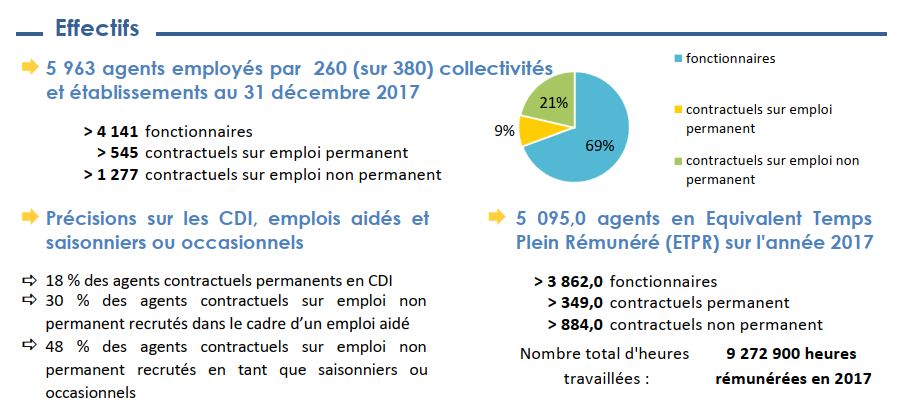 Effectifs
5 963 agents employés par 260 (sur 380) collectivités
et établissements au 31 décembre 2017
> 4 141 fonctionnaires
> 545 contractuels sur emploi permanent
> 1 277 contractuels sur emploi non permanent
21%
9%
69%
fonctionnaires
contractuels sur emploi
permanent
contractuels sur emploi non
permanent
Précisions sur les CDI, emplois aidés et
saisonniers ou occasionnels
18 % des agents contractuels permanents en CDI
30 % des agents contractuels sur emploi non
permanent recrutés dans le cadre d'un emploi aidé
48 % des agents contractuels sur emploi non
permanent recrutés en tant que saisonniers ou
occasionnels
5 095,0 agents en Equivalent Temps
Plein Rémunéré (ETPR) sur l'année 2017
> 3 862,0 fonctionnaires
> 349,0 contractuels permanent
> 884,0 contractuels non permanent
Nombre total d'heures 9 272 900 heures
travaillées : rémunérées en 2017